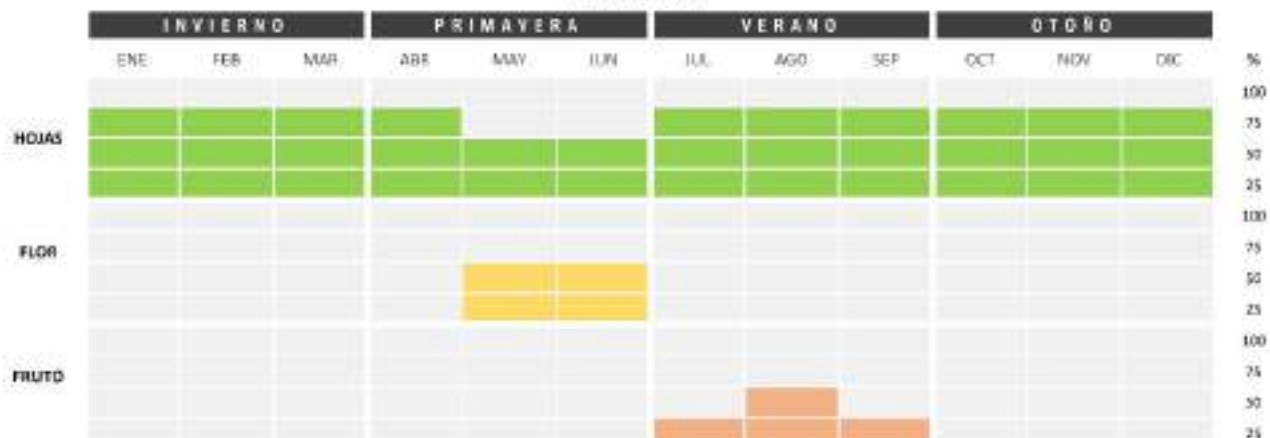 INVIERNO PRIMAVERA VERANO OTOÑO
ENE FEB MAR ABR MAY JUN JUL AGO SEP OCT NOV DIC %
100
HOJAS 75
50
25
100
FLOR 75
50
25
100
FRUTO 75
50
25